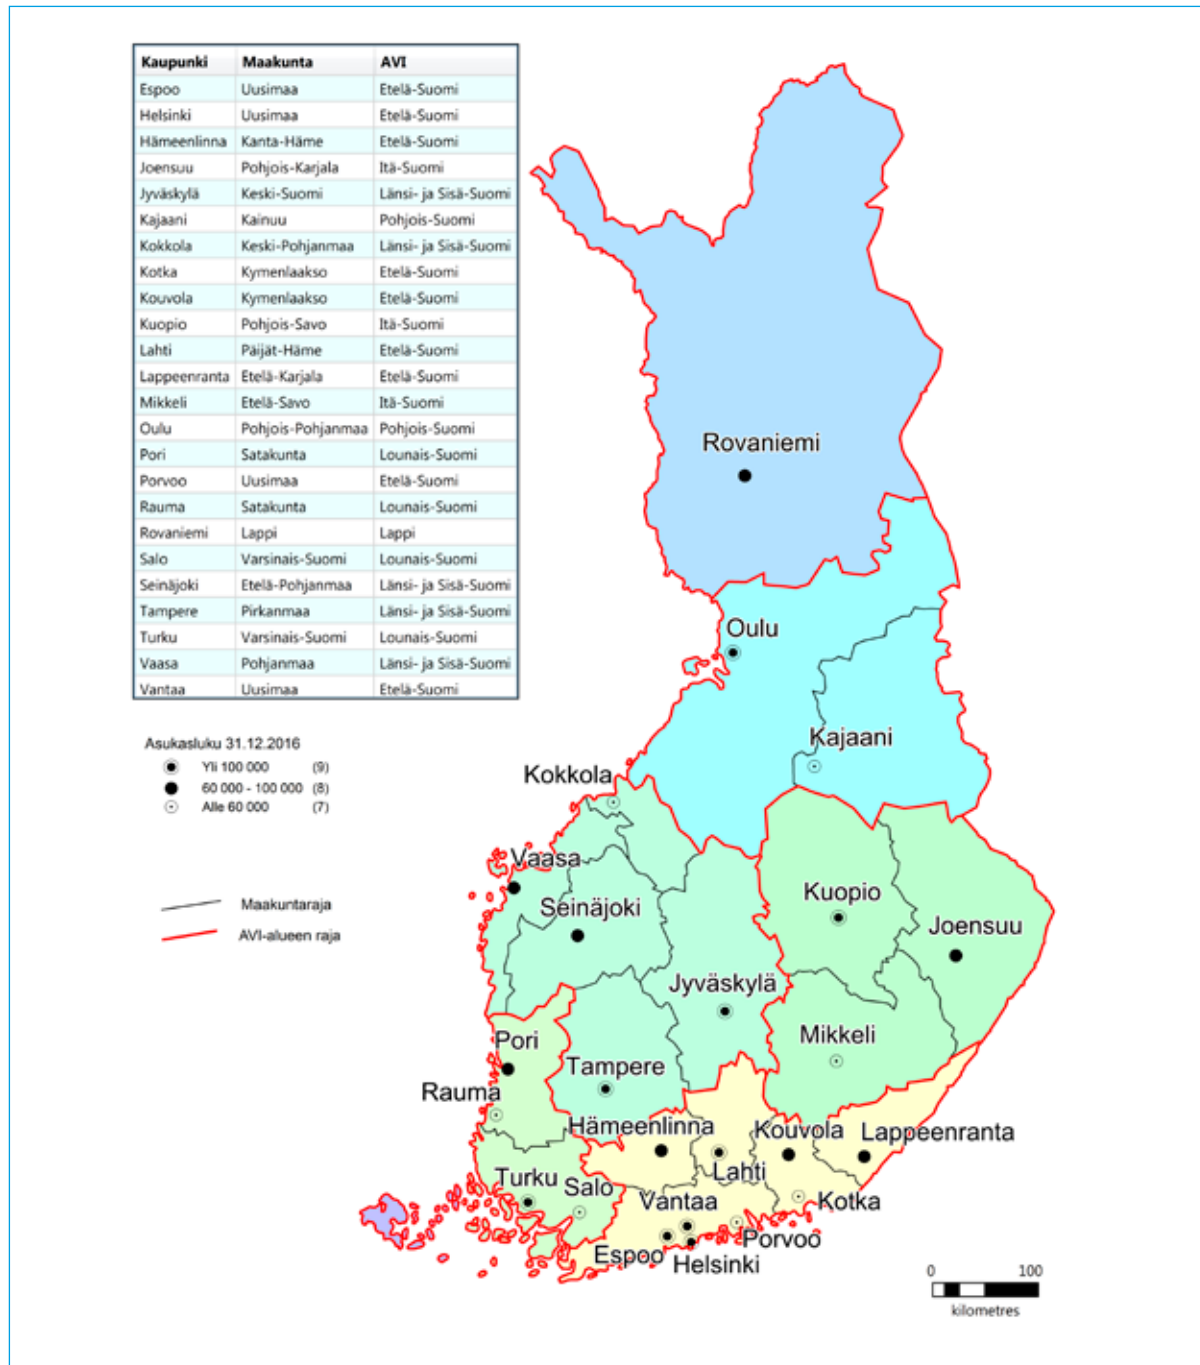 Kaupunki Maakunta AVI
Espoo Uusimaa Etelä-Suomi
Helsinki Uusimaa Etelä-Suomi
Hämeenlinna Kanta-Häme Etelä-Suomi
Joensuu Pohjois-Karjala Itä-Suomi
Jyväskylä Keski-Suomi Länsi- ja Sisä-Suomi
Kajaani Kainuu Pohjois-Suomi
Kokkola Keski-Pohjanmaa Länsi- ja Sisä-Suomi
Kotka Kymenlaakso Etelä-Suomi
Kouvola Kymenlaakso Etelä-Suomi
Kuopio Pohjois-Savo Itä-Suomi
Lahti Päijät-Häme Etelä-Suomi
Lappeenranta Etelä-Karjala Etelä-Suomi
Mikkeli Etelä-Savo Itä-Suomi
Oulu Pohjois-Pohjanmaa Pohjois-Suomi
Pori Satakunta Lounais-Suomi
Porvoo Uusimaa Etelä-Suomi
Rauma Satakunta Lounais-Suomi
Rovaniemi Lappi Lappi
Salo Varsinais-Suomi Lounais-Suomi
Seinäjoki Etelä-Pohjanmaa Länsi- ja Sisä-Suomi
Tampere Pirkanmaa Länsi- ja Sisä-Suomi
Turku Varsinais-Suomi Lounais-Suomi
Vaasa Pohjanmaa Länsi- ja Sisä-Suomi
Vantaa Uusimaa Etelä-Suomi
Asukasluku 31.12.2016
Yli 100 000 (9)
60 000 - 100 000 (8)
Alle 60 000 (7)
Maakuntaraja
AVI-alueen raja
Rovaniemi
Oulu
Kajaani
Kokkola
Vaasa
Kuopio
Seinäjoki
Joensuu
Jyväskylä
Mikkeli
Pori
Tampere
Rauma
Hämeenlinna
Kouvola
Lappeenranta
Lahti
Turku
Salo
Vantaa
Kotka
Espoo
Porvoo
Helsinki
0 100
kilometres